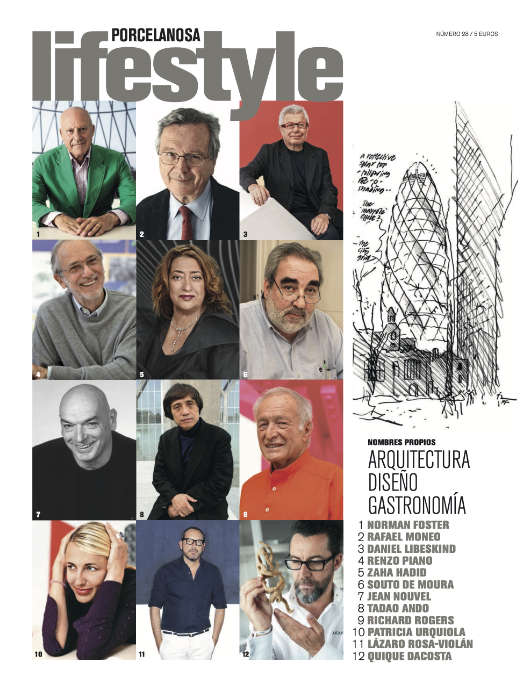 PORCELANOSA
lifestyle
NÚMERO 28 / 5 EUROS
1
2
3
4
5
6
7
8
9
10
11
12
a reflective
NOMBRES PROPIOS
ARQUITECTURA
DISEÑO
GASTRONOMÍA
1 NORMAN FOSTER
2 RAFAEL MONEO
3 DANIEL LIBESKIND
4 RENZO PIANO
5 ZAHA HADID
6 SOUTO DE MOURA
7 JEAN NOUVEL
8 TADAO ANDO
9 RICHARD ROGERS
10 PATRICIA URQUIOLA
11 LÁZARO ROSA-VIOLÁN
12 QUIQUE DACOSTA